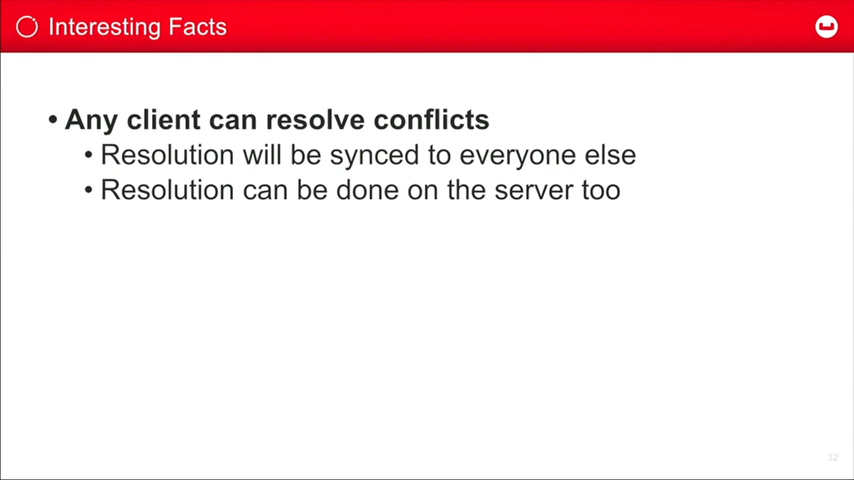 Interesting Facts
• Any client can resolve conflicts
• Resolution will be synced to everyone else
• Resolution can be done on the server too
32